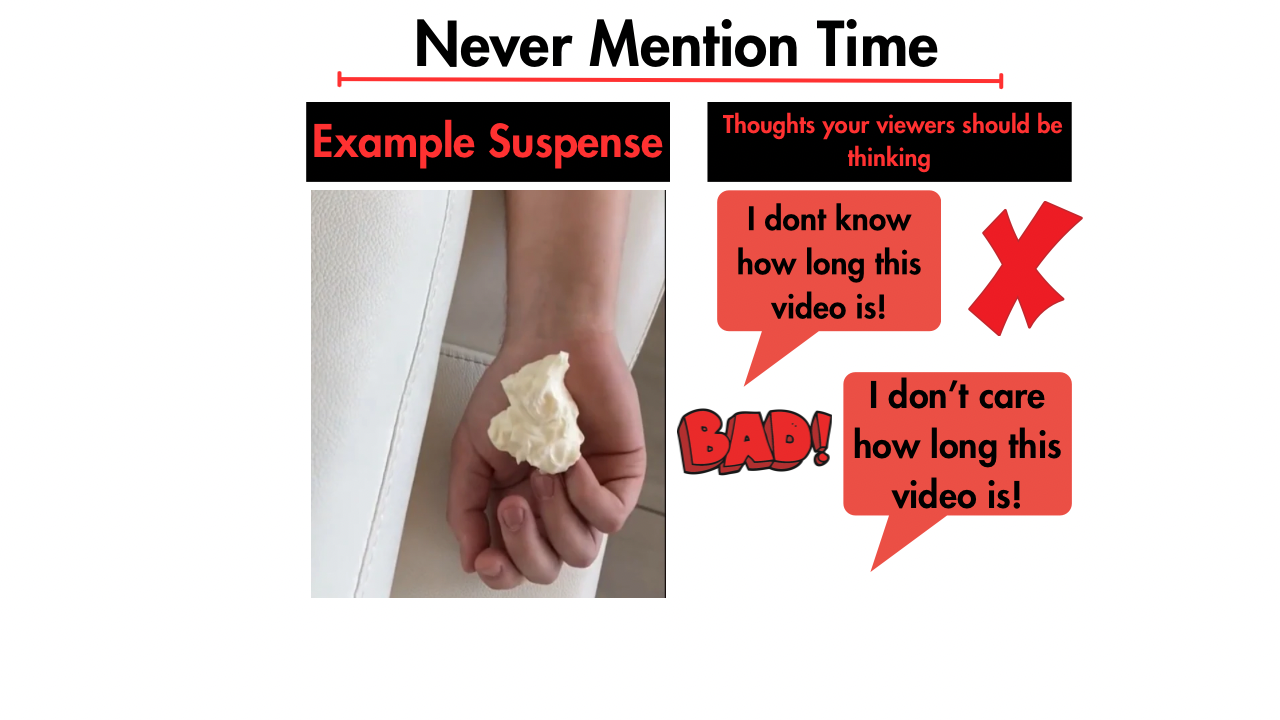 Never Mention Time
Example Suspense
Thoughts your viewers should be
thinking
I dont know
how long this
video is!
BAD!
I don’t care
how long this
video is!